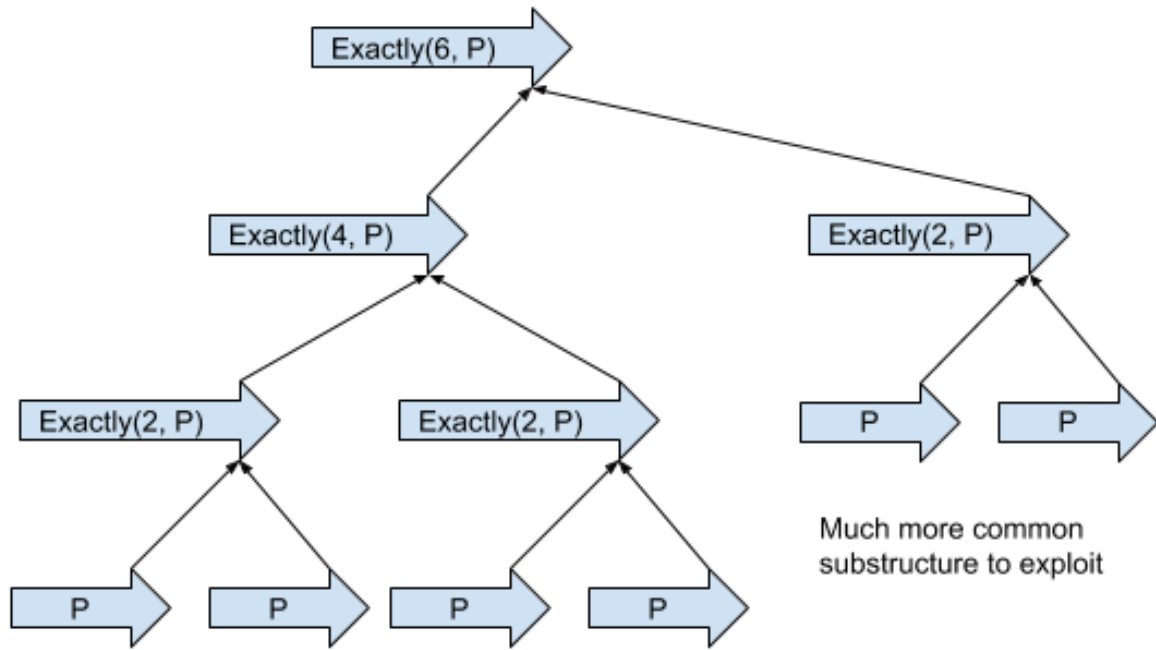 Exactly(6, P)
Exactly(4, P)
Exactly(2, P)
Exactly(2, P)
Exactly(2, P)
P
P
Much more common
substructure to exploit
P
P
P
P